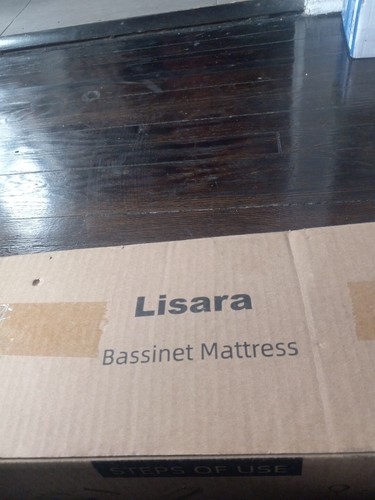 Lisara
Bassinet Mattress
STEPS OF USE